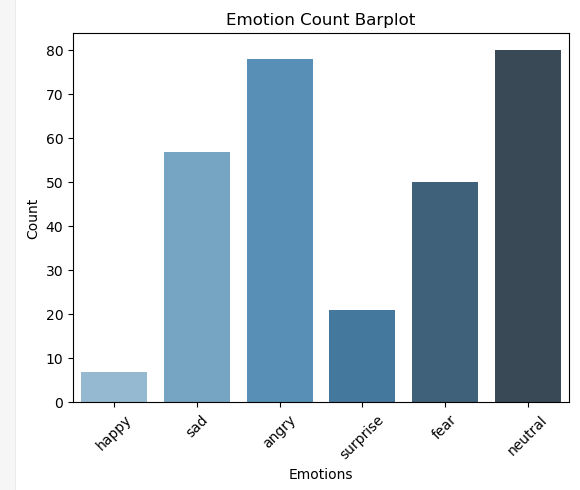 Emotion Count Barplot
80
70
60
50
40
30
20
10
0
Count
happy
sad
angry
surprise
fear
neutral
Emotions